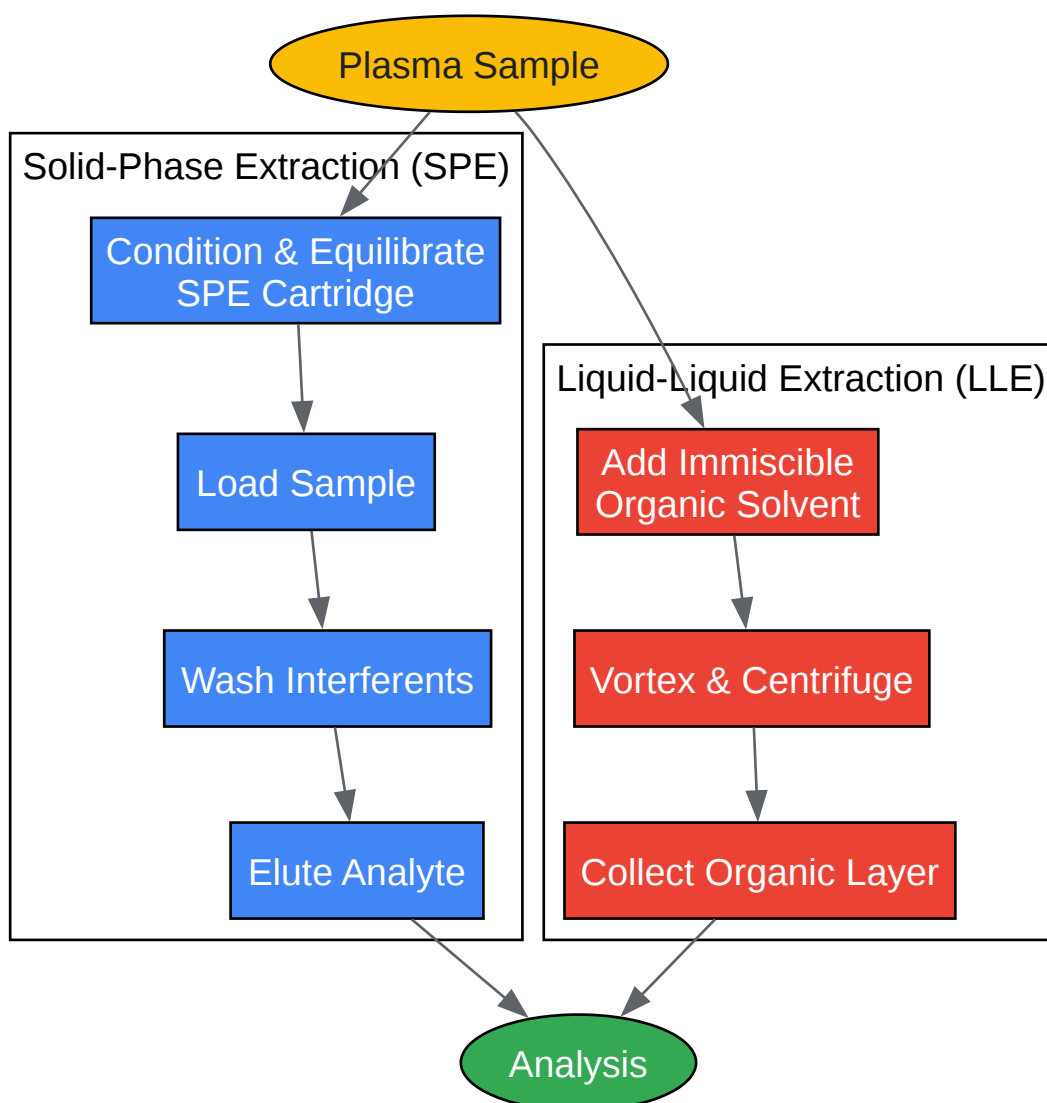 Plasma Sample
Solid-Phase Extraction (SPE)
Condition & Equilibrate
SPE Cartridge
Load Sample
Wash Interferents
Elute Analyte
Liquid-Liquid Extraction (LLE)
Add Immiscible
Organic Solvent
Vortex & Centrifuge
Collect Organic Layer
Analysis